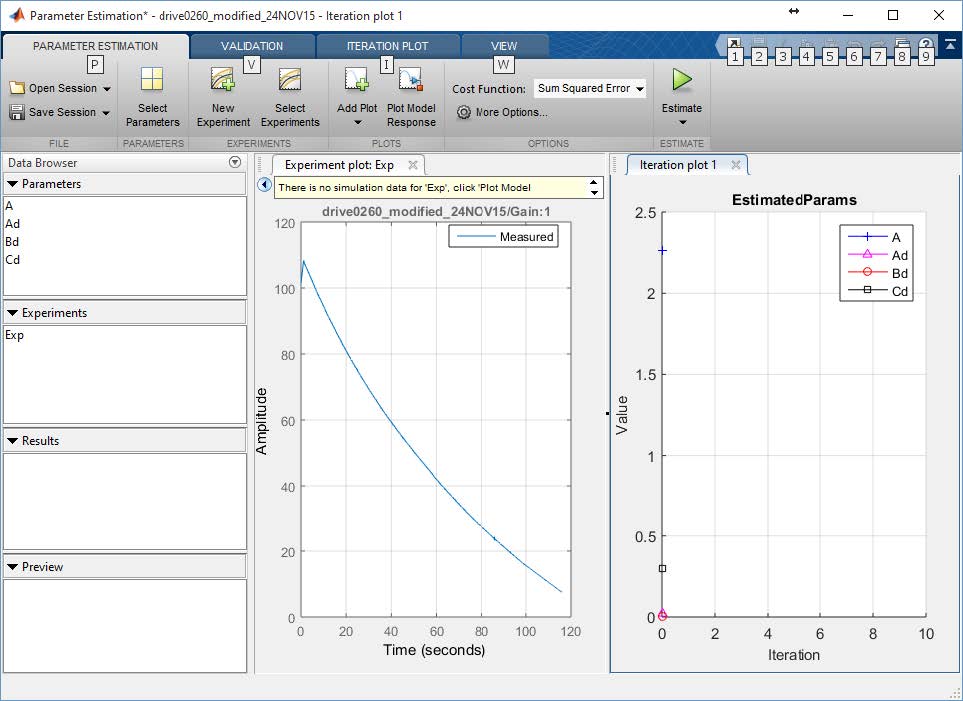 Parameter Estimation* - drive0260_modified_24NOV15 - Iteration plot 1
PARAMETER ESTIMATION VALIDATION ITERATION PLOT VIEW
P V I W 1 2 3 4 5 6 7 8 9
Open Session
Save Session
Select
Parameters
New
Experiment
Select
Experiments
Add Plot
Plot Model
Response
Cost Function: Sum Squared Error
More Options...
Estimate
FILE PARAMETERS EXPERIMENTS PLOTS OPTIONS ESTIMATE
Data Browser
Parameters
A
Ad
Bd
Cd
Experiments
Exp
Results
Preview
Experiment plot: Exp
There is no simulation data for 'Exp', click 'Plot Model
drive0260_modified_24NOV15/Gain:1
Measured
120
100
80
60
40
20
0
Amplitude
0 20 40 60 80 100 120
Time (seconds)
Iteration plot 1
EstimatedParams
A
Ad
Bd
Cd
2.5
2
1.5
1
0.5
0
Value
0 2 4 6 8 10
Iteration